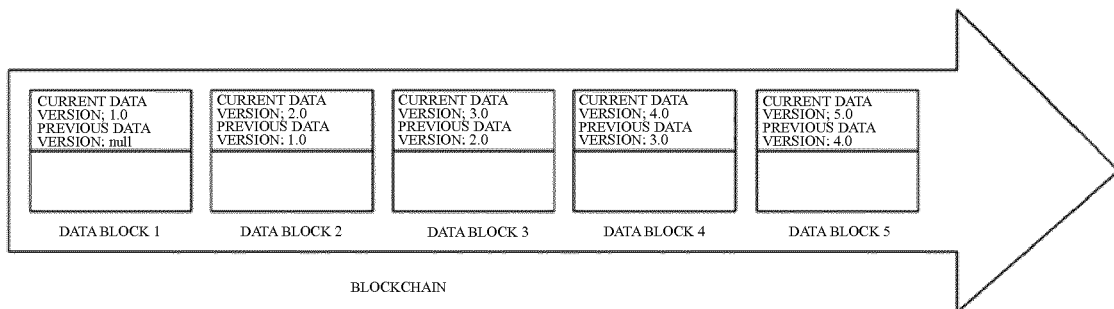 CURRENT DATA
VERSION; 1.0
PREVIOUS DATA
VERSION: null
CURRENT DATA
VERSION; 2.0
PREVIOUS DATA
VERSION: 1.0
CURRENT DATA
VERSION; 3.0
PREVIOUS DATA
VERSION: 2.0
CURRENT DATA
VERSION; 4.0
PREVIOUS DATA
VERSION: 3.0
CURRENT DATA
VERSION; 5.0
PREVIOUS DATA
VERSION: 4.0
DATA BLOCK 1
DATA BLOCK 2
DATA BLOCK 3
DATA BLOCK 4
DATA BLOCK 5
BLOCKCHAIN